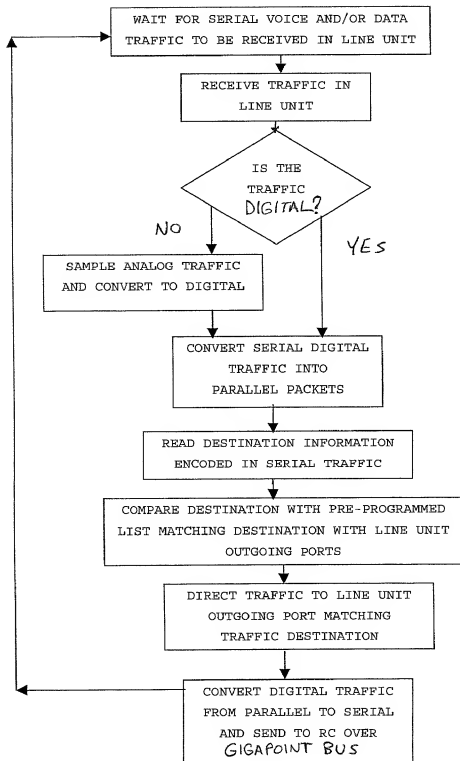 WAIT FOR SERIAL VOICE AND/OR DATA
TRAFFIC TO BE RECEIVED IN LINE UNIT
RECEIVE TRAFFIC IN
LINE UNIT
IS THE
TRAFFIC
DIGITAL?
NO
YES
SAMPLE ANALOG TRAFFIC
AND CONVERT TO DIGITAL
CONVERT SERIAL DIGITAL
TRAFFIC INTO
PARALLEL PACKETS
READ DESTINATION INFORMATION
ENCODED IN SERIAL TRAFFIC
COMPARE DESTINATION WITH PRE-PROGRAMMED
LIST MATCHING DESTINATION WITH LINE UNIT
OUTGOING PORTS
DIRECT TRAFFIC TO LINE UNIT
OUTGOING PORT MATCHING
TRAFFIC DESTINATION
CONVERT DIGITAL TRAFFIC
FROM PARALLEL TO SERIAL
AND SEND TO RC OVER
GIGAPOINT BUS